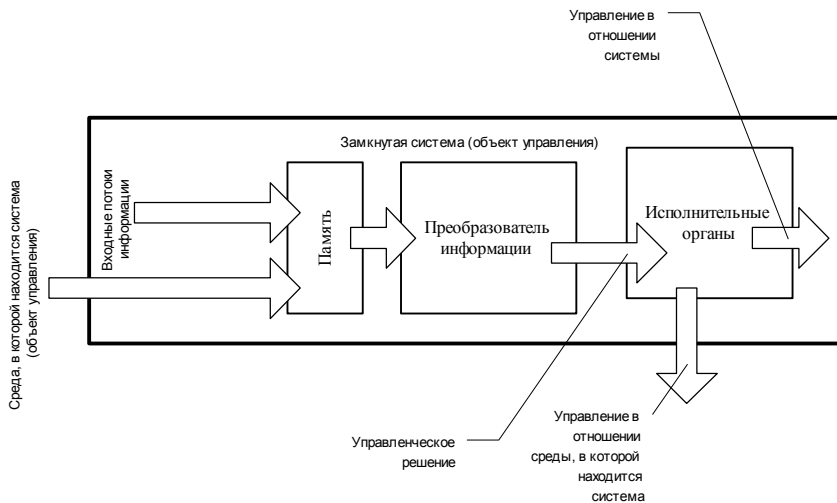 Управление в
отношении
системы
Замкнутая система (объект управления)
Среда, в которой находится система
(объект управления)
Входные потоки
информации
Память
Преобразователь
информации
Исполнительные
органы
Управленческое
решение
Управление в
отношении
среды, в которой
находится
система